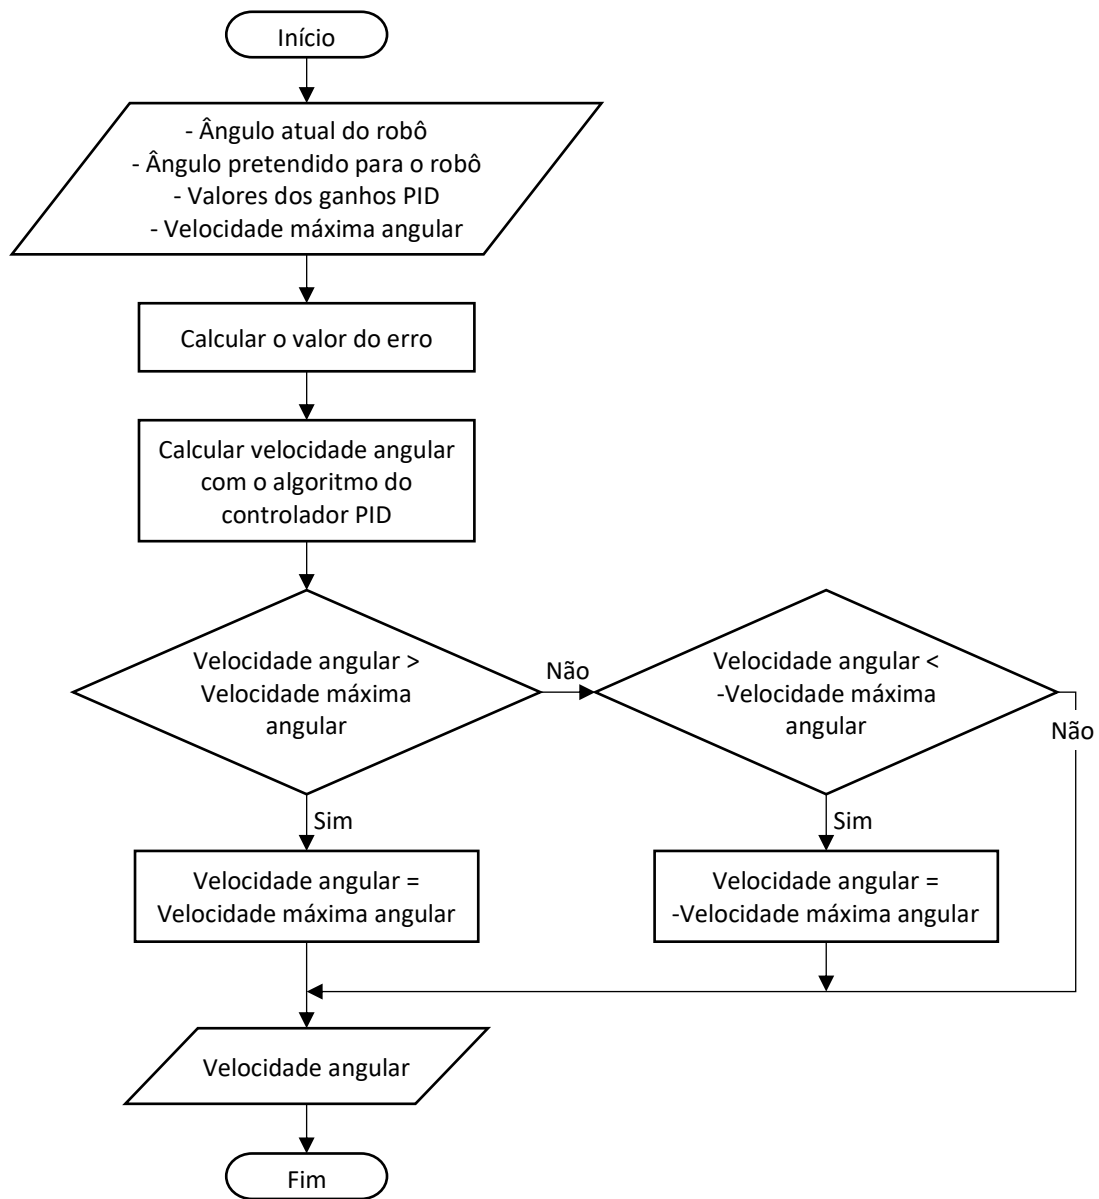 Início
- Ângulo atual do robô
- Ângulo pretendido para o robô
- Valores dos ganhos PID
- Velocidade máxima angular
Calcular o valor do erro
Calcular velocidade angular
com o algoritmo do
controlador PID
Velocidade angular >
Velocidade máxima
angular
Não
Velocidade angular <
-Velocidade máxima
angular
Não
Sim
Sim
Velocidade angular =
Velocidade máxima angular
Velocidade angular =
-Velocidade máxima angular
Velocidade angular
Fim